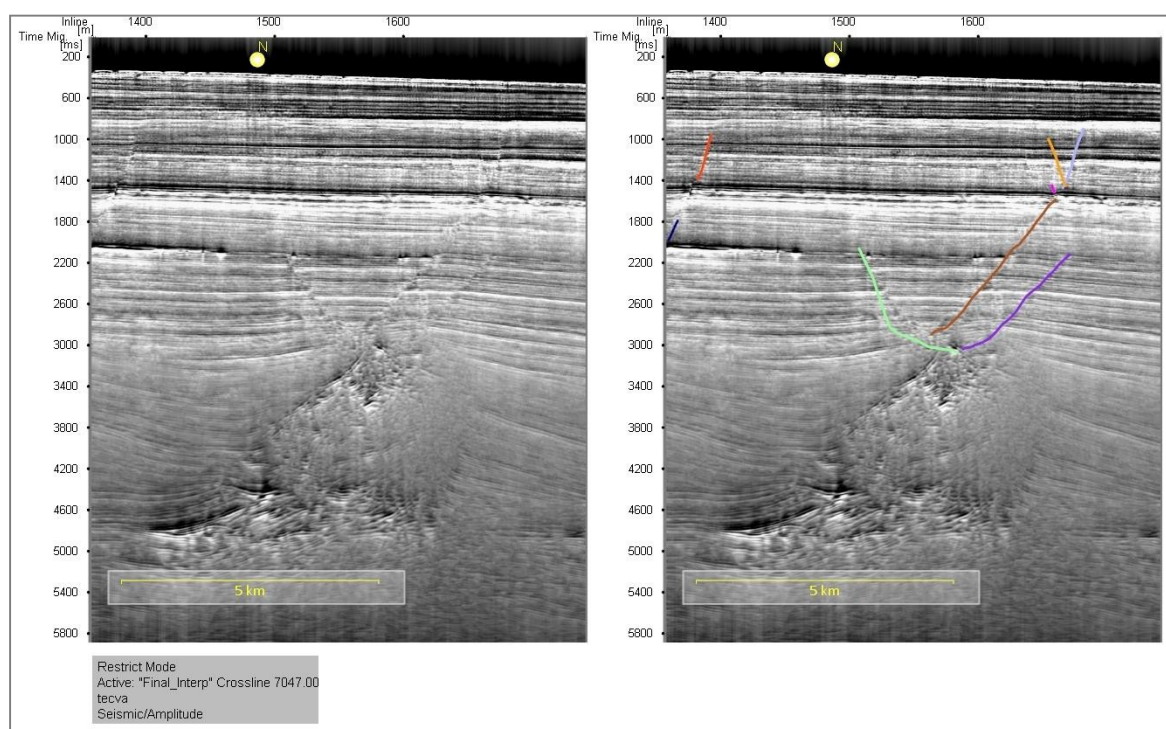 Inline 1400 1500 1600
[m]
Time Mig.
[ms]
N
200
600
1000
1400
1800
2200
2600
3000
3400
3800
4200
4600
5000
5400
5800
5 km
Inline 1400 1500 1600
[m]
Time Mig.
[ms]
N
200
600
1000
1400
1800
2200
2600
3000
3400
3800
4200
4600
5000
5400
5800
5 km
Restrict Mode
Active: "Final_Interp" Crossline 7047.00
tecva
Seismic/Amplitude